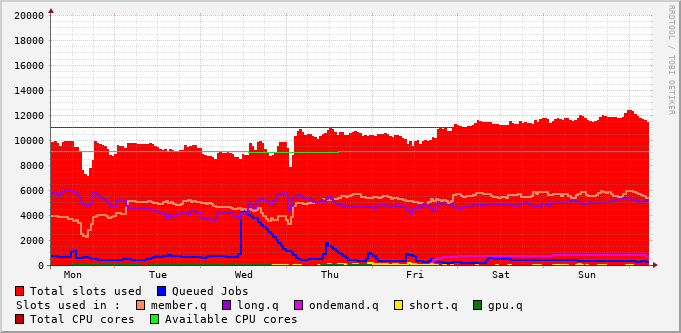 20000
18000
16000
14000
12000
10000
8000
6000
4000
2000
0
Mon Tue Wed Thu Fri Sat Sun
RRDTOOL / TOBI OETIKER
Total slots used Queued Jobs
Slots used in : member.q long.q ondemand.q short.q gpu.q
Total CPU cores Available CPU cores